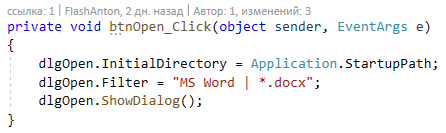 ссылка: 1 | FlashAnton, 2 дн. назад | Автор: 1, изменений: 3
private void btnOpen_Click(object sender, EventArgs e)
{
    dlgOpen.InitialDirectory = Application.StartupPath;
    dlgOpen.Filter = "MS Word | *.docx";
    dlgOpen.ShowDialog();
}